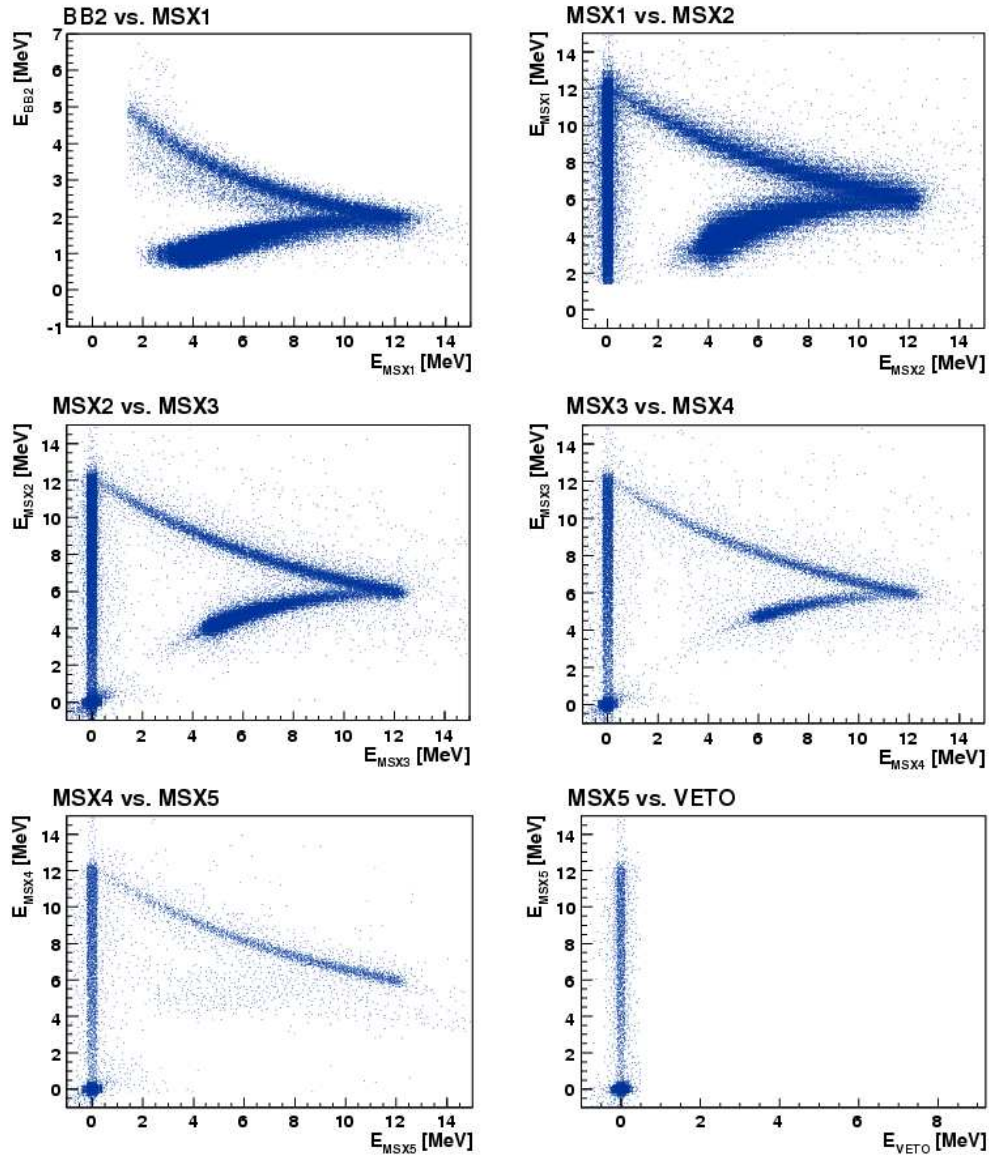 BB2 vs. MSX1
E_BB2 [MeV]
7
6
5
4
3
2
1
0
-1
0 2 4 6 8 10 12 14
E_MSX1 [MeV]
MSX1 vs. MSX2
E_MSX1 [MeV]
14
12
10
8
6
4
2
0
0 2 4 6 8 10 12 14
E_MSX2 [MeV]
MSX2 vs. MSX3
E_MSX2 [MeV]
14
12
10
8
6
4
2
0
0 2 4 6 8 10 12 14
E_MSX3 [MeV]
MSX3 vs. MSX4
E_MSX3 [MeV]
14
12
10
8
6
4
2
0
0 2 4 6 8 10 12 14
E_MSX4 [MeV]
MSX4 vs. MSX5
E_MSX4 [MeV]
14
12
10
8
6
4
2
0
0 2 4 6 8 10 12 14
E_MSX5 [MeV]
MSX5 vs. VETO
E_MSX5 [MeV]
14
12
10
8
6
4
2
0
0 2 4 6 8
E_VETO [MeV]